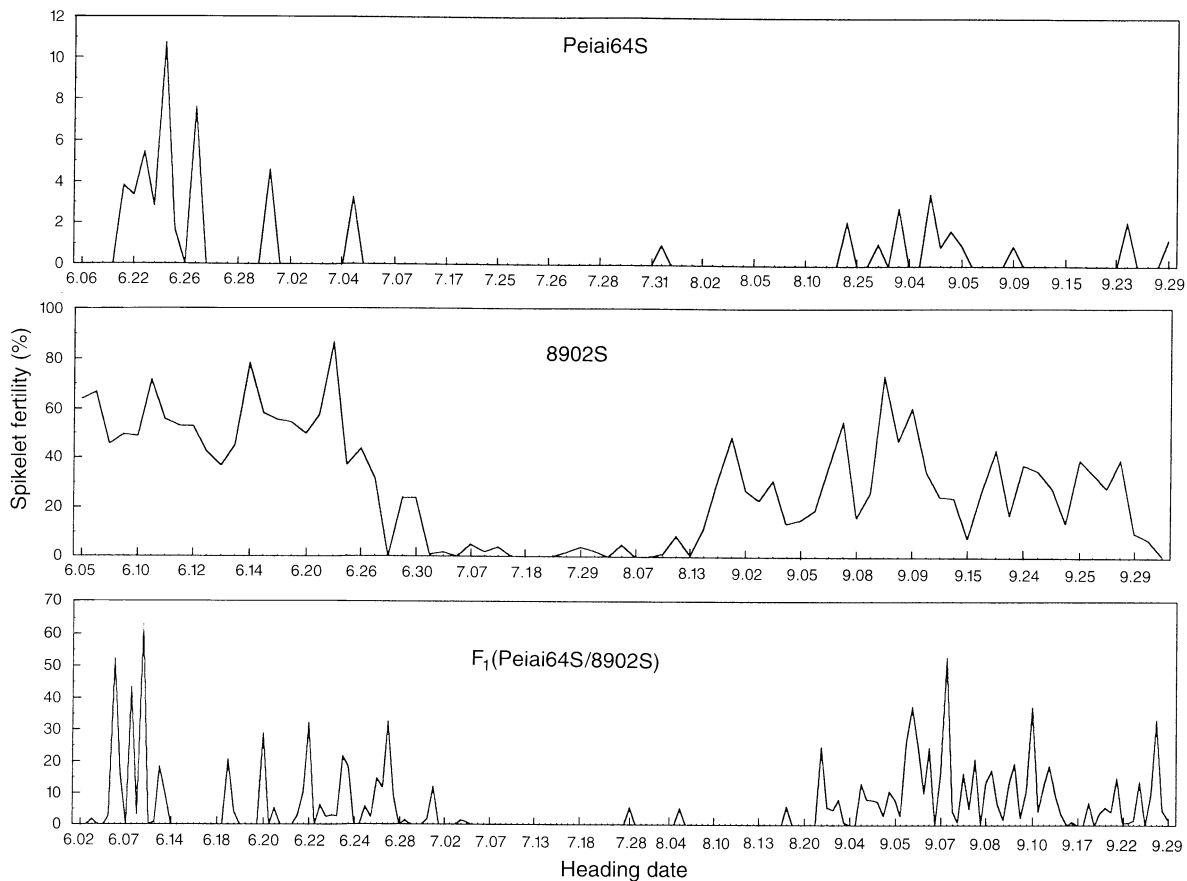 Peiai64S
12
10
8
6
4
2
0
6.06 6.22 6.26 6.28 7.02 7.04 7.07 7.17 7.25 7.26 7.28 7.31 8.02 8.05 8.10 8.25 9.04 9.05 9.09 9.15 9.23 9.29
Spikelet fertility (%)
8902S
100
80
60
40
20
0
6.05 6.10 6.12 6.14 6.20 6.26 6.30 7.07 7.18 7.29 8.07 8.13 9.02 9.05 9.08 9.09 9.15 9.24 9.25 9.29
F₁(Peiai64S/8902S)
70
60
50
40
30
20
10
0
6.02 6.07 6.14 6.18 6.20 6.22 6.24 6.28 7.02 7.07 7.13 7.18 7.28 8.04 8.10 8.13 8.20 9.04 9.05 9.07 9.08 9.10 9.17 9.22 9.29
Heading date